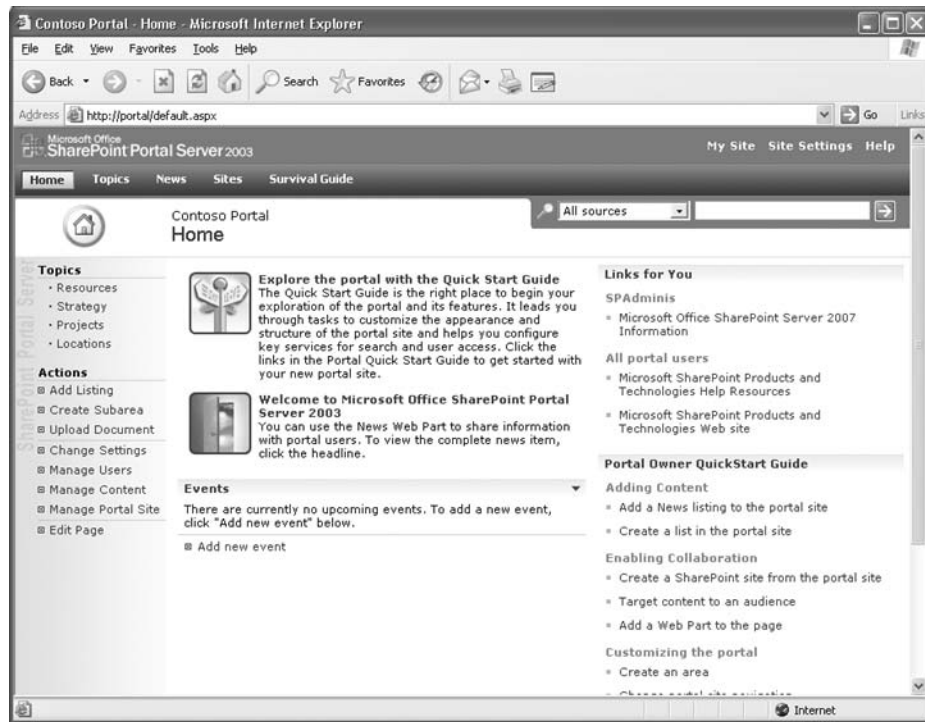 Contoso Portal - Home - Microsoft Internet Explorer
File Edit View Favorites Tools Help
Back Search Favorites
Address http://portal/default.aspx Go Links
Microsoft Office
SharePoint Portal Server 2003
My Site Site Settings Help
Home Topics News Sites Survival Guide
Contoso Portal
Home
All sources
SharePoint Portal Server
Topics
Resources
Strategy
Projects
Locations
Actions
Add Listing
Create Subarea
Upload Document
Change Settings
Manage Users
Manage Content
Manage Portal Site
Edit Page
Explore the portal with the Quick Start Guide
The Quick Start Guide is the right place to begin your
exploration of the portal and its features. It leads you
through tasks to customize the appearance and
structure of the portal site and helps you configure
key services for search and user access. Click the
links in the Portal Quick Start Guide to get started with
your new portal site.
Welcome to Microsoft Office SharePoint Portal
Server 2003
You can use the News Web Part to share information
with portal users. To view the complete news item,
click the headline.
Events
There are currently no upcoming events. To add a new event,
click "Add new event" below.
Add new event
Links for You
SPAdminis
Microsoft Office SharePoint Server 2007
Information
All portal users
Microsoft SharePoint Products and
Technologies Help Resources
Microsoft SharePoint Products and
Technologies Web site
Portal Owner QuickStart Guide
Adding Content
Add a News listing to the portal site
Create a list in the portal site
Enabling Collaboration
Create a SharePoint site from the portal site
Target content to an audience
Add a Web Part to the page
Customizing the portal
Create an area
Internet